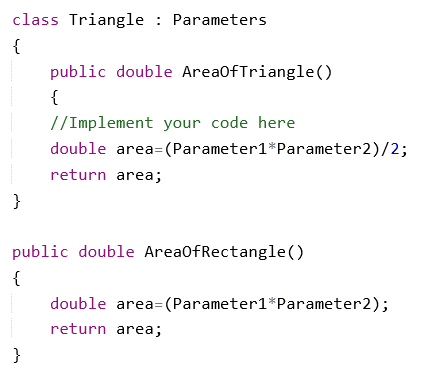 class Triangle : Parameters
{
public double AreaOfTriangle()
{
//Implement your code here
double area=(Parameter1*Parameter2)/2;
return area;
}
public double AreaOfRectangle()
{
double area=(Parameter1*Parameter2);
return area;
}